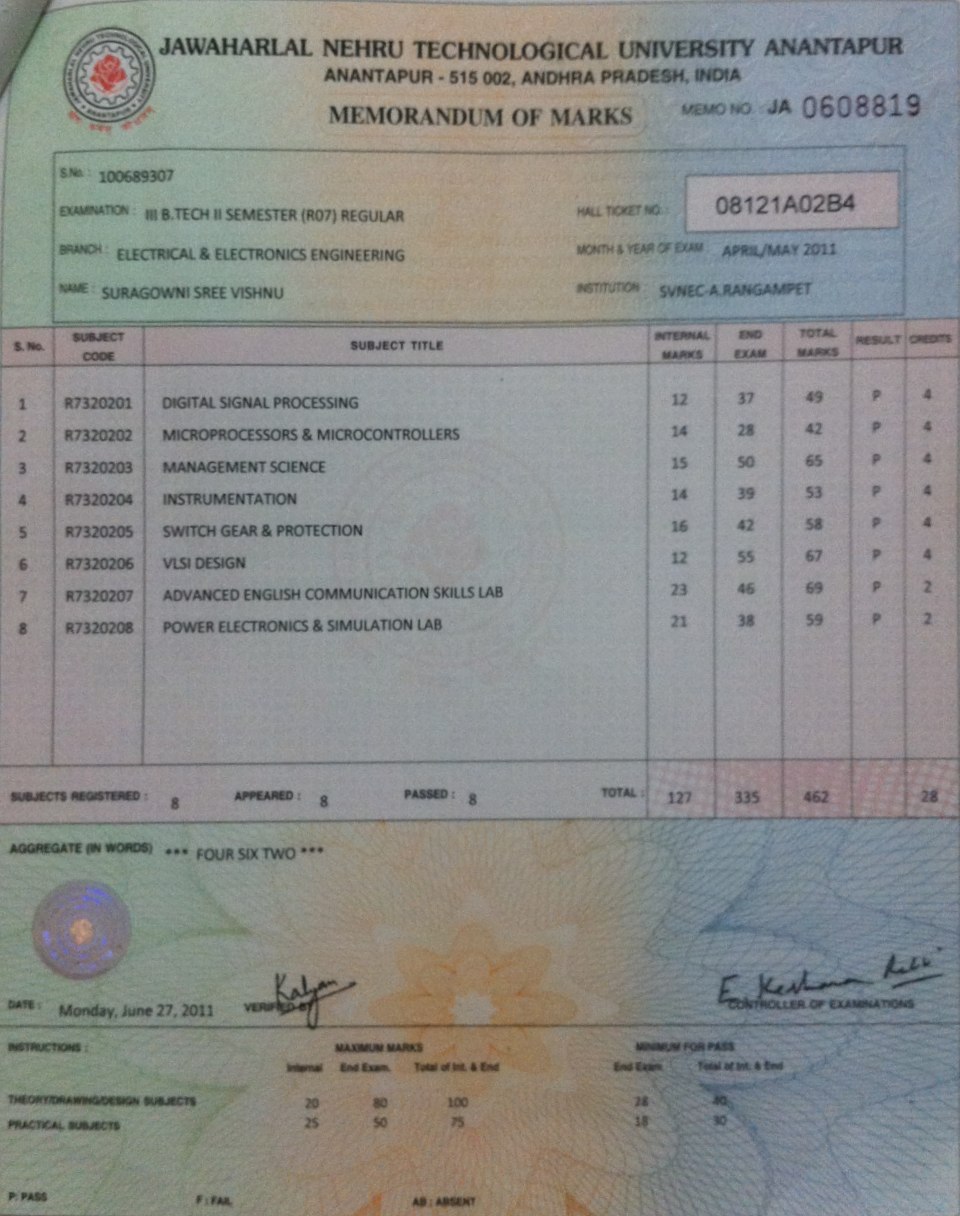 JAWAHARLAL NEHRU TECHNOLOGICAL UNIVERSITY ANANTAPUR
ANANTAPUR - 515 002, ANDHRA PRADESH, INDIA
MEMORANDUM OF MARKS
MEMO NO JA 0608819
S.No. : 100689307
EXAMINATION : III B.TECH II SEMESTER (R07) REGULAR
HALL TICKET NO. : 08121A02B4
BRANCH : ELECTRICAL & ELECTRONICS ENGINEERING
MONTH & YEAR OF EXAM APRIL/MAY 2011
NAME : SURAGOWNI SREE VISHNU
INSTITUTION SVNEC-A.RANGAMPET
S. No. SUBJECT CODE SUBJECT TITLE INTERNAL MARKS END EXAM TOTAL MARKS RESULT CREDITS
1 R7320201 DIGITAL SIGNAL PROCESSING 12 37 49 P 4
2 R7320202 MICROPROCESSORS & MICROCONTROLLERS 14 28 42 P 4
3 R7320203 MANAGEMENT SCIENCE 15 50 65 P 4
4 R7320204 INSTRUMENTATION 14 39 53 P 4
5 R7320205 SWITCH GEAR & PROTECTION 16 42 58 P 4
6 R7320206 VLSI DESIGN 12 55 67 P 4
7 R7320207 ADVANCED ENGLISH COMMUNICATION SKILLS LAB 23 46 69 P 2
8 R7320208 POWER ELECTRONICS & SIMULATION LAB 21 38 59 P 2
SUBJECTS REGISTERED : 8 APPEARED : 8 PASSED : 8 TOTAL : 127 335 462 28
AGGREGATE (IN WORDS) *** FOUR SIX TWO ***
Kalyan
DATE : Monday, June 27, 2011 VERIFIED BY
CONTROLLER OF EXAMINATIONS
INSTRUCTIONS : MAXIMUM MARKS MINIMUM FOR PASS
Internal End Exam. Total of Int. & End End Exam Total of Int. & End
THEORY/DRAWING/DESIGN SUBJECTS 20 80 100 28 40
PRACTICAL SUBJECTS 25 50 75 18 30
P: PASS F : FAIL AB : ABSENT